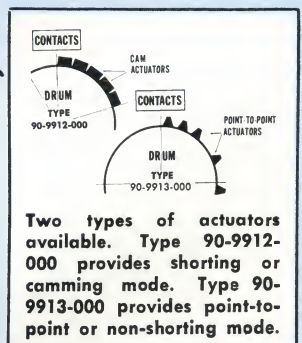 CONTACTS
CAM
ACTUATORS
DRUM
TYPE
90-9912-000
CONTACTS
POINT-TO-POINT
ACTUATORS
DRUM
TYPE
90-9913-000
Two types of actuators
available. Type 90-9912-
000 provides shorting or
camming mode. Type 90-
9913-000 provides point-to-
point or non-shorting mode.